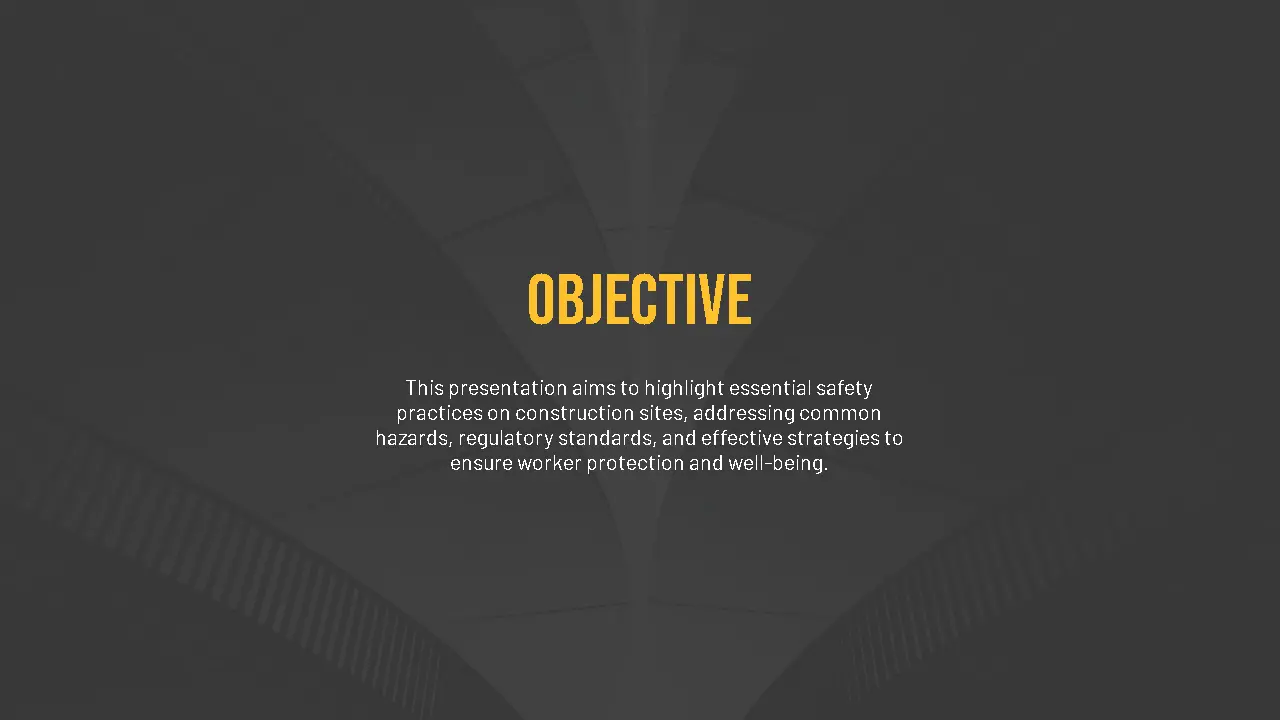 OBJECTIVE
This presentation aims to highlight essential safety
practices on construction sites, addressing common
hazards, regulatory standards, and effective strategies to
ensure worker protection and well-being.